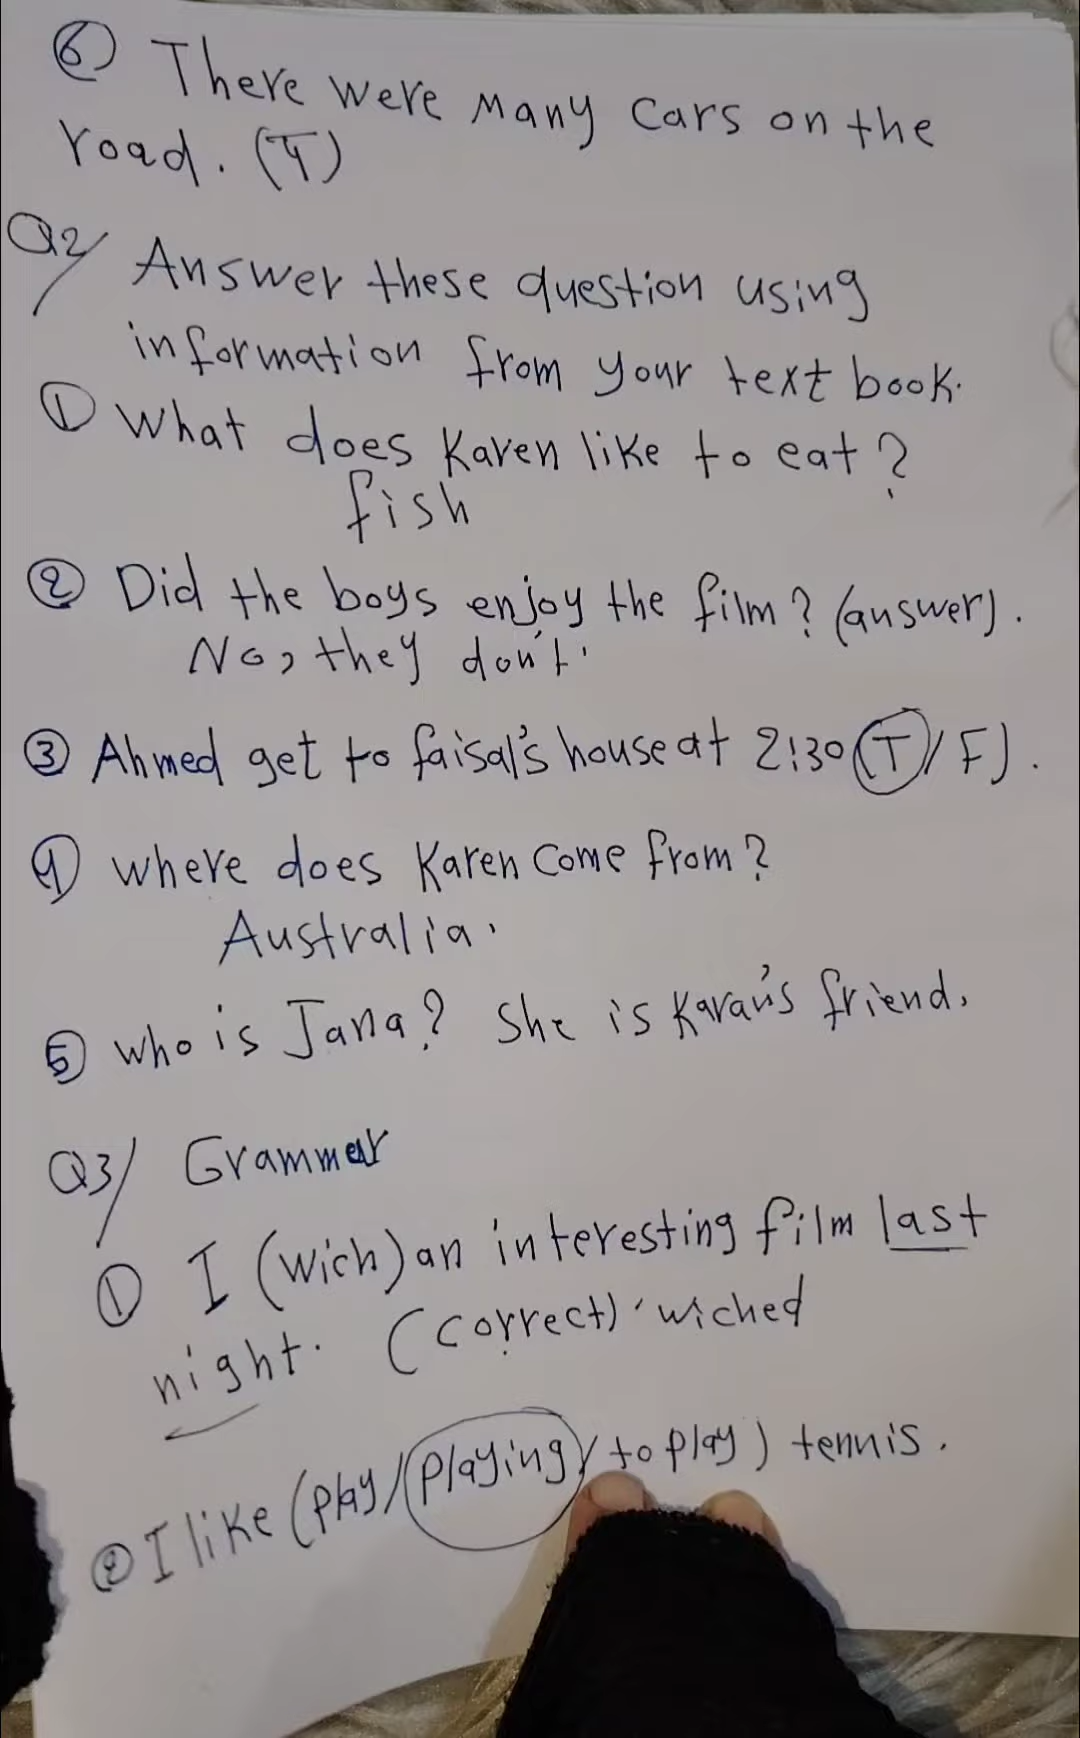 ⑥ There were many cars on the
road. (T)
Q2/ Answer these question using
information from your text book.
① What does Karen like to eat?
fish
② Did the boys enjoy the film? (answer).
No, they don't.
③ Ahmed get to faisal's house at 2:30 (T/F).
④ where does Karen Come from?
Australia.
⑤ who is Jana? She is Karan's friend.
Q3/ Grammar
① I (wich) an interesting film last
night. (correct) wiched
② I like (play/playing/to play) tennis.